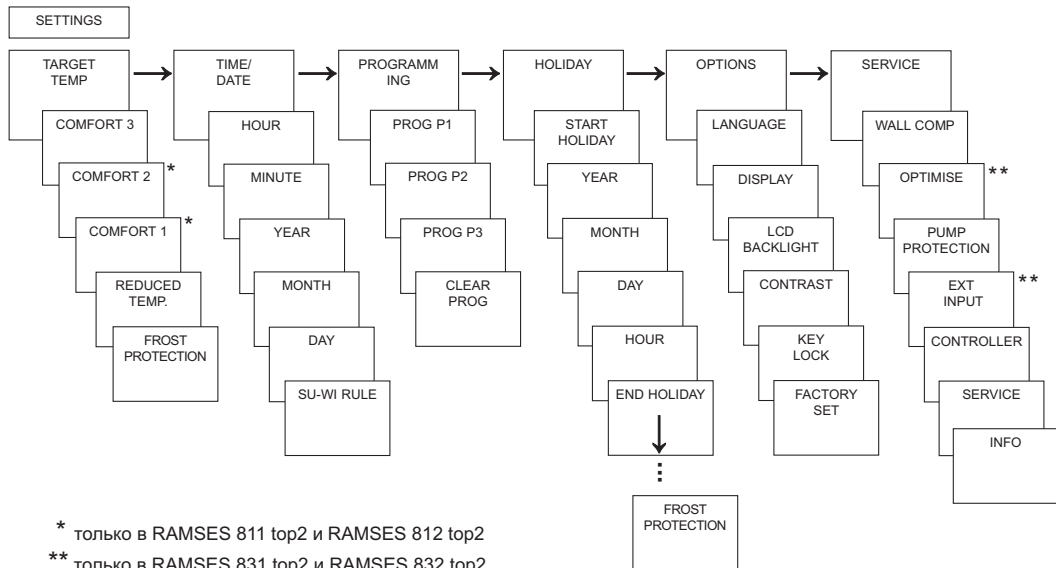 SETTINGS
TARGET
TEMP
COMFORT 3
COMFORT 2 *
COMFORT 1 *
REDUCED
TEMP.
FROST
PROTECTION
TIME/
DATE
HOUR
MINUTE
YEAR
MONTH
DAY
SU-WI RULE
PROGRAMM
ING
PROG P1
PROG P2
PROG P3
CLEAR
PROG
HOLIDAY
START
HOLIDAY
YEAR
MONTH
DAY
HOUR
END HOLIDAY
FROST
PROTECTION
OPTIONS
LANGUAGE
DISPLAY
LCD
BACKLIGHT
CONTRAST
KEY
LOCK
FACTORY
SET
SERVICE
WALL COMP
OPTIMISE **
PUMP
PROTECTION
EXT **
INPUT
CONTROLLER
SERVICE
INFO
* только в RAMSES 811 top2 и RAMSES 812 top2
** только в RAMSES 831 top2 и RAMSES 832 top2